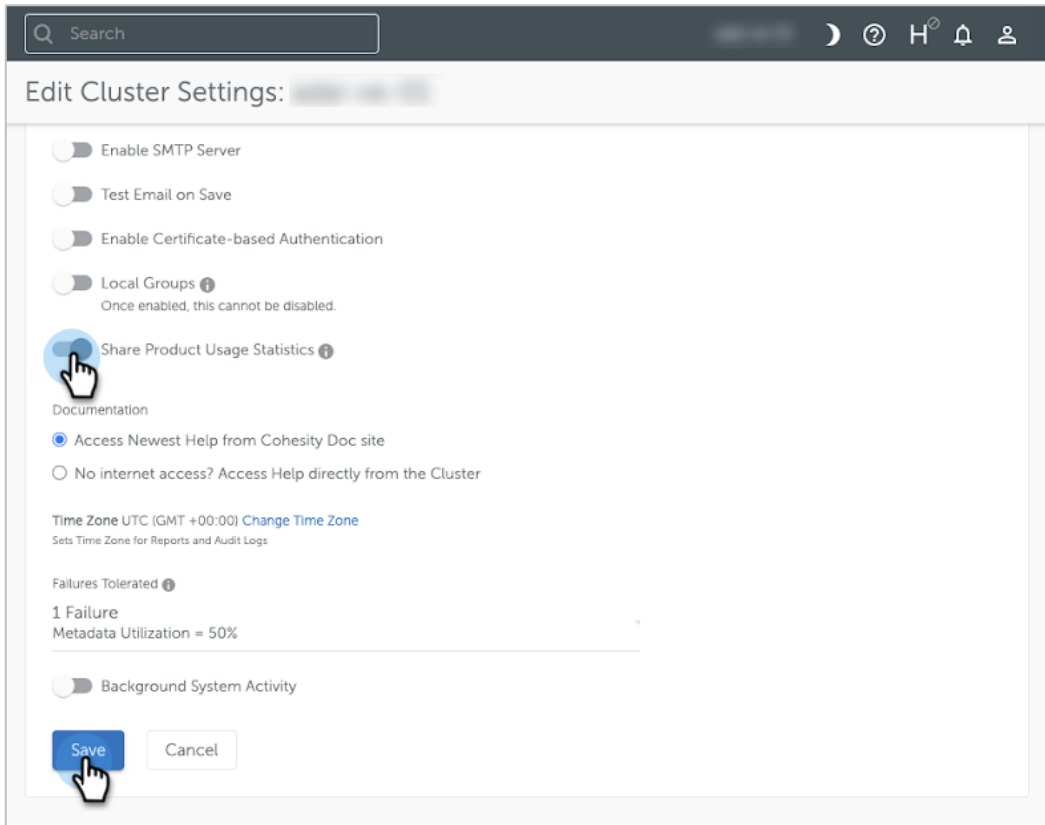 Search
H
Edit Cluster Settings:
Enable SMTP Server
Test Email on Save
Enable Certificate-based Authentication
Local Groups
Once enabled, this cannot be disabled.
Share Product Usage Statistics
Documentation
Access Newest Help from Cohesity Doc site
No internet access? Access Help directly from the Cluster
Time Zone UTC (GMT +00:00) Change Time Zone
Sets Time Zone for Reports and Audit Logs
Failures Tolerated
1 Failure
Metadata Utilization = 50%
Background System Activity
Save Cancel